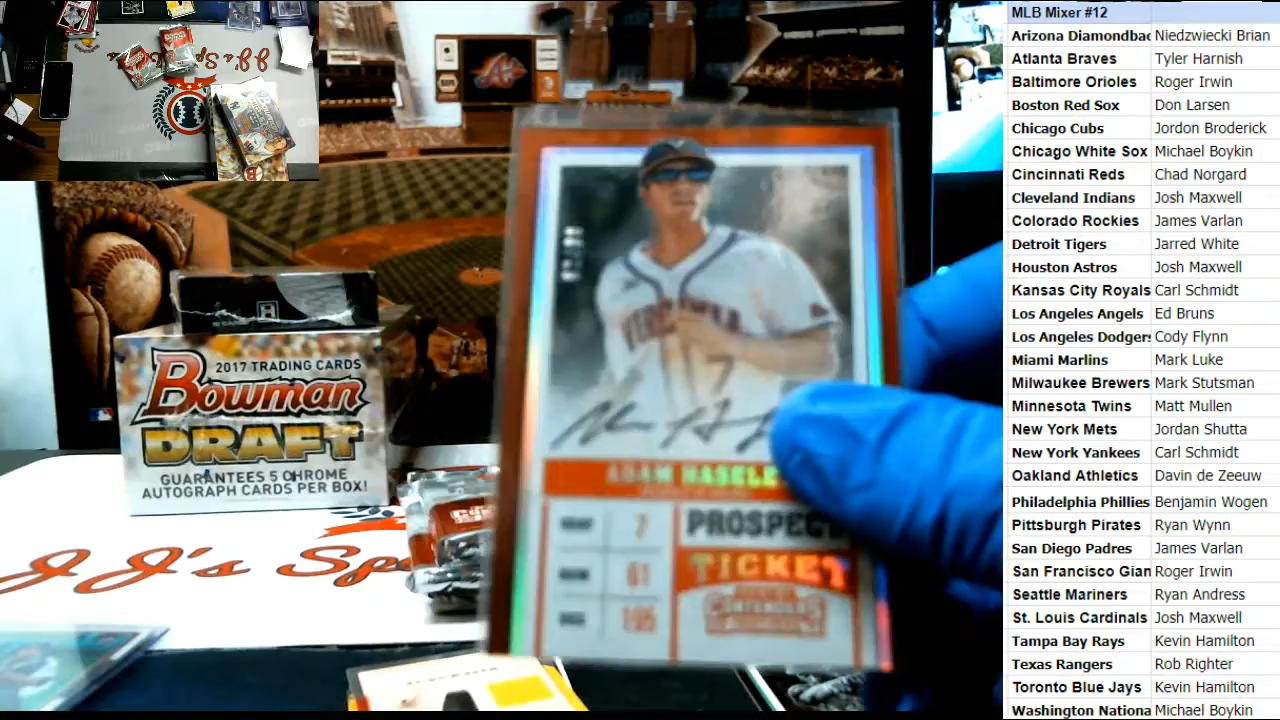 MLB Mixer #12
Arizona Diamondbac Niedzwiecki Brian
Atlanta Braves Tyler Harnish
Baltimore Orioles Roger Irwin
Boston Red Sox Don Larsen
Chicago Cubs Jordon Broderick
Chicago White Sox Michael Boykin
Cincinnati Reds Chad Norgard
Cleveland Indians Josh Maxwell
Colorado Rockies James Varlan
Detroit Tigers Jarred White
Houston Astros Josh Maxwell
Kansas City Royals Carl Schmidt
Los Angeles Angels Ed Bruns
Los Angeles Dodgers Cody Flynn
Miami Marlins Mark Luke
Milwaukee Brewers Mark Stutsman
Minnesota Twins Matt Mullen
New York Mets Jordan Shutta
New York Yankees Carl Schmidt
Oakland Athletics Davin de Zeeuw
Philadelphia Phillies Benjamin Wogen
Pittsburgh Pirates Ryan Wynn
San Diego Padres James Varlan
San Francisco Gian Roger Irwin
Seattle Mariners Ryan Andress
St. Louis Cardinals Josh Maxwell
Tampa Bay Rays Kevin Hamilton
Texas Rangers Rob Righter
Toronto Blue Jays Kevin Hamilton
Washington Nationa Michael Boykin
2017 TRADING CARDS
Bowman
DRAFT
GUARANTEES 5 CHROME
AUTOGRAPH CARDS PER BOX!
JJ's Spo
ADAM HASELE
PROSPECT
TICKET
CONTENDERS
7